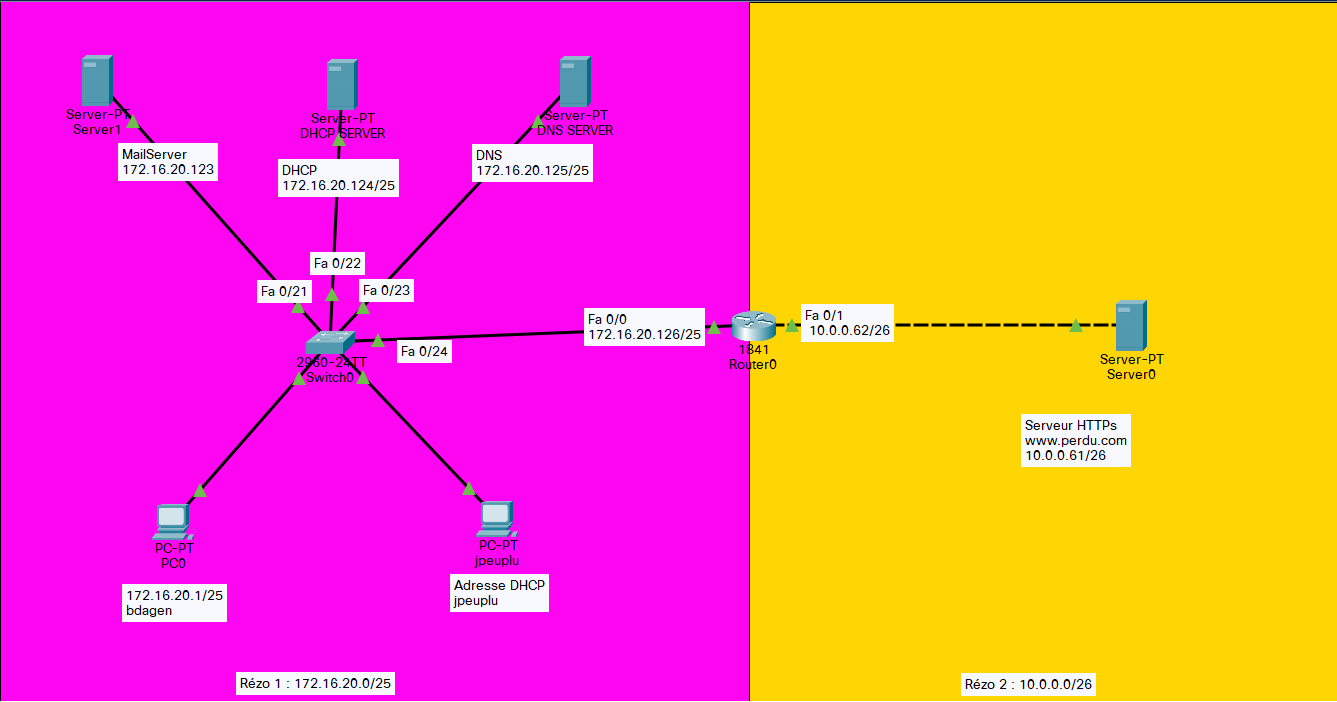 Server-PT
Server1
MailServer
172.16.20.123
Server-PT
DHCP SERVER
DHCP
172.16.20.124/25
Server-PT
DNS SERVER
DNS
172.16.20.125/25
Fa 0/21
Fa 0/22
Fa 0/23
Fa 0/24
2960-24TT
Switch0
Fa 0/0
172.16.20.126/25
1841
Router0
Fa 0/1
10.0.0.62/26
Server-PT
Server0
Serveur HTTPs
www.perdu.com
10.0.0.61/26
PC-PT
PC0
172.16.20.1/25
bdagen
PC-PT
jpeuplu
Adresse DHCP
jpeuplu
Rézo 1 : 172.16.20.0/25
Rézo 2 : 10.0.0.0/26